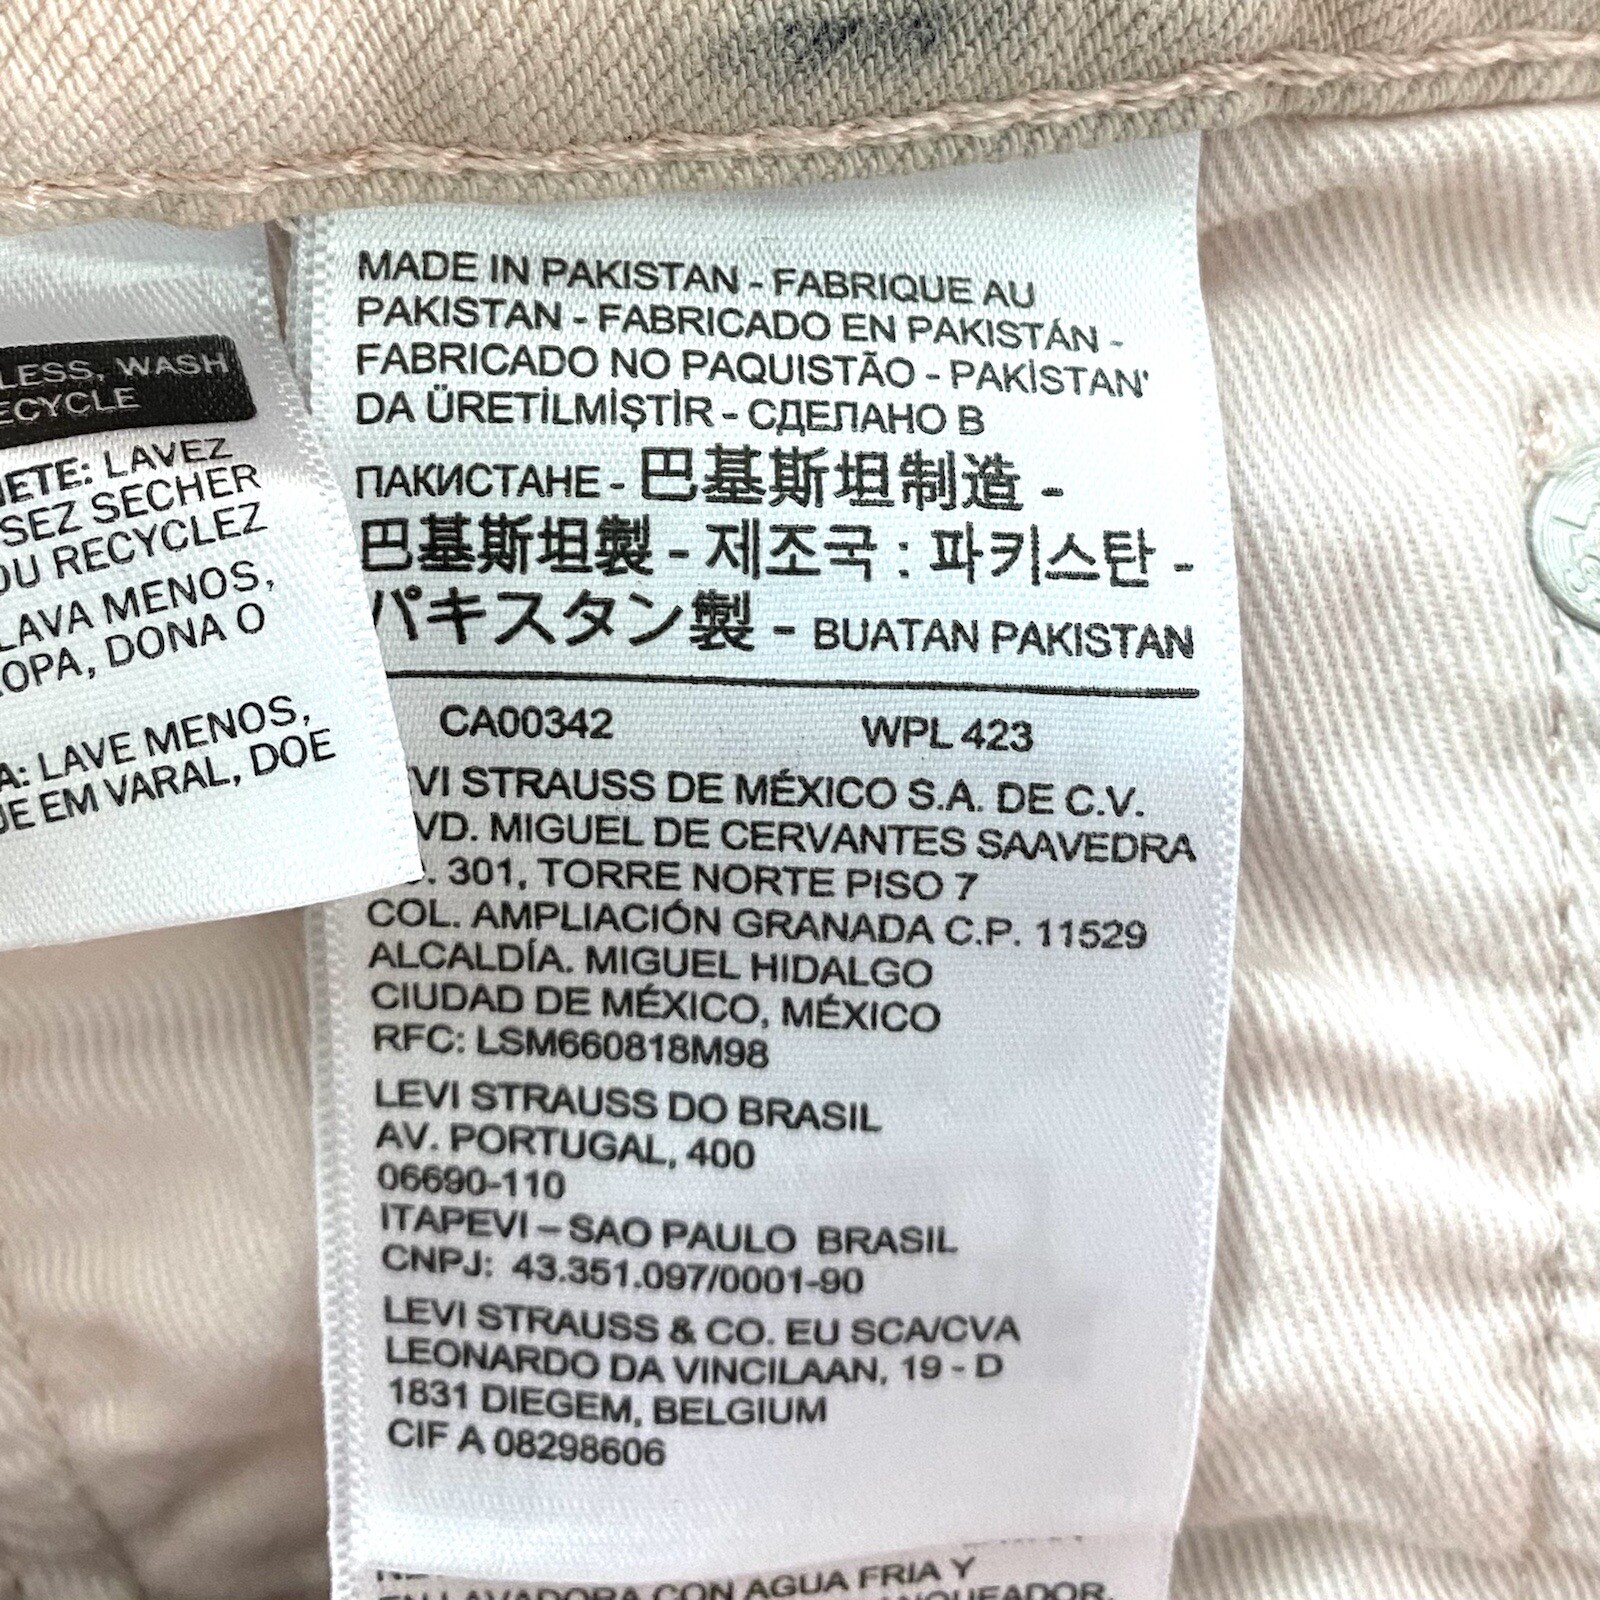 LESS, WASH
ECYCLE
LAVEZ
SEZ SECHER
OU RECYCLEZ
LAVA MENOS,
OPA, DONA O
A: LAVE MENOS,
DE EM VARAL, DOE
MADE IN PAKISTAN - FABRIQUE AU
PAKISTAN - FABRICADO EN PAKISTÁN -
FABRICADO NO PAQUISTÃO - PAKİSTAN'
DA ÜRETİLMİŞTİR - СДЕЛАНО В
ПАКИСТАНЕ - 巴基斯坦制造 -
巴基斯坦製 - 제조국 : 파키스탄 -
パキスタン製 - BUATAN PAKISTAN
CA00342 WPL 423
VI STRAUSS DE MÉXICO S.A. DE C.V.
VD. MIGUEL DE CERVANTES SAAVEDRA
. 301, TORRE NORTE PISO 7
COL. AMPLIACIÓN GRANADA C.P. 11529
ALCALDÍA. MIGUEL HIDALGO
CIUDAD DE MÉXICO, MÉXICO
RFC: LSM660818M98
LEVI STRAUSS DO BRASIL
AV. PORTUGAL, 400
06690-110
ITAPEVI – SAO PAULO BRASIL
CNPJ: 43.351.097/0001-90
LEVI STRAUSS & CO. EU SCA/CVA
LEONARDO DA VINCILAAN, 19 - D
1831 DIEGEM, BELGIUM
CIF A 08298606
EN LAVADORA CON AGUA FRIA Y